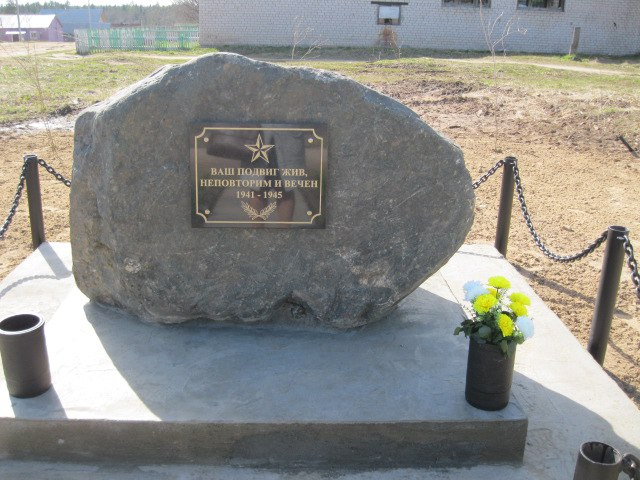 ВАШ ПОДВИГ ЖИВ,
НЕПОВТОРИМ И ВЕЧЕН
1941 - 1945